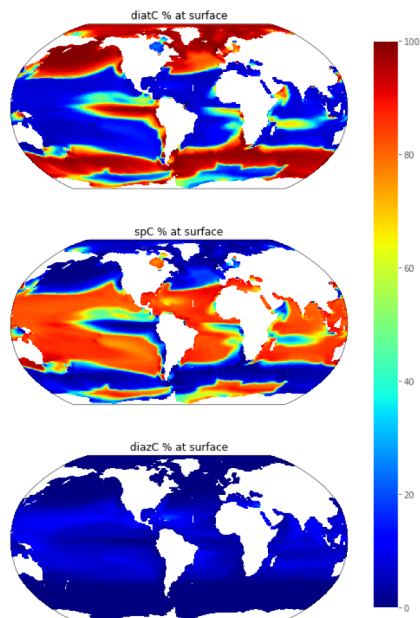 diatC % at surface
100
80
spC % at surface
60
40
diazC % at surface
20
0